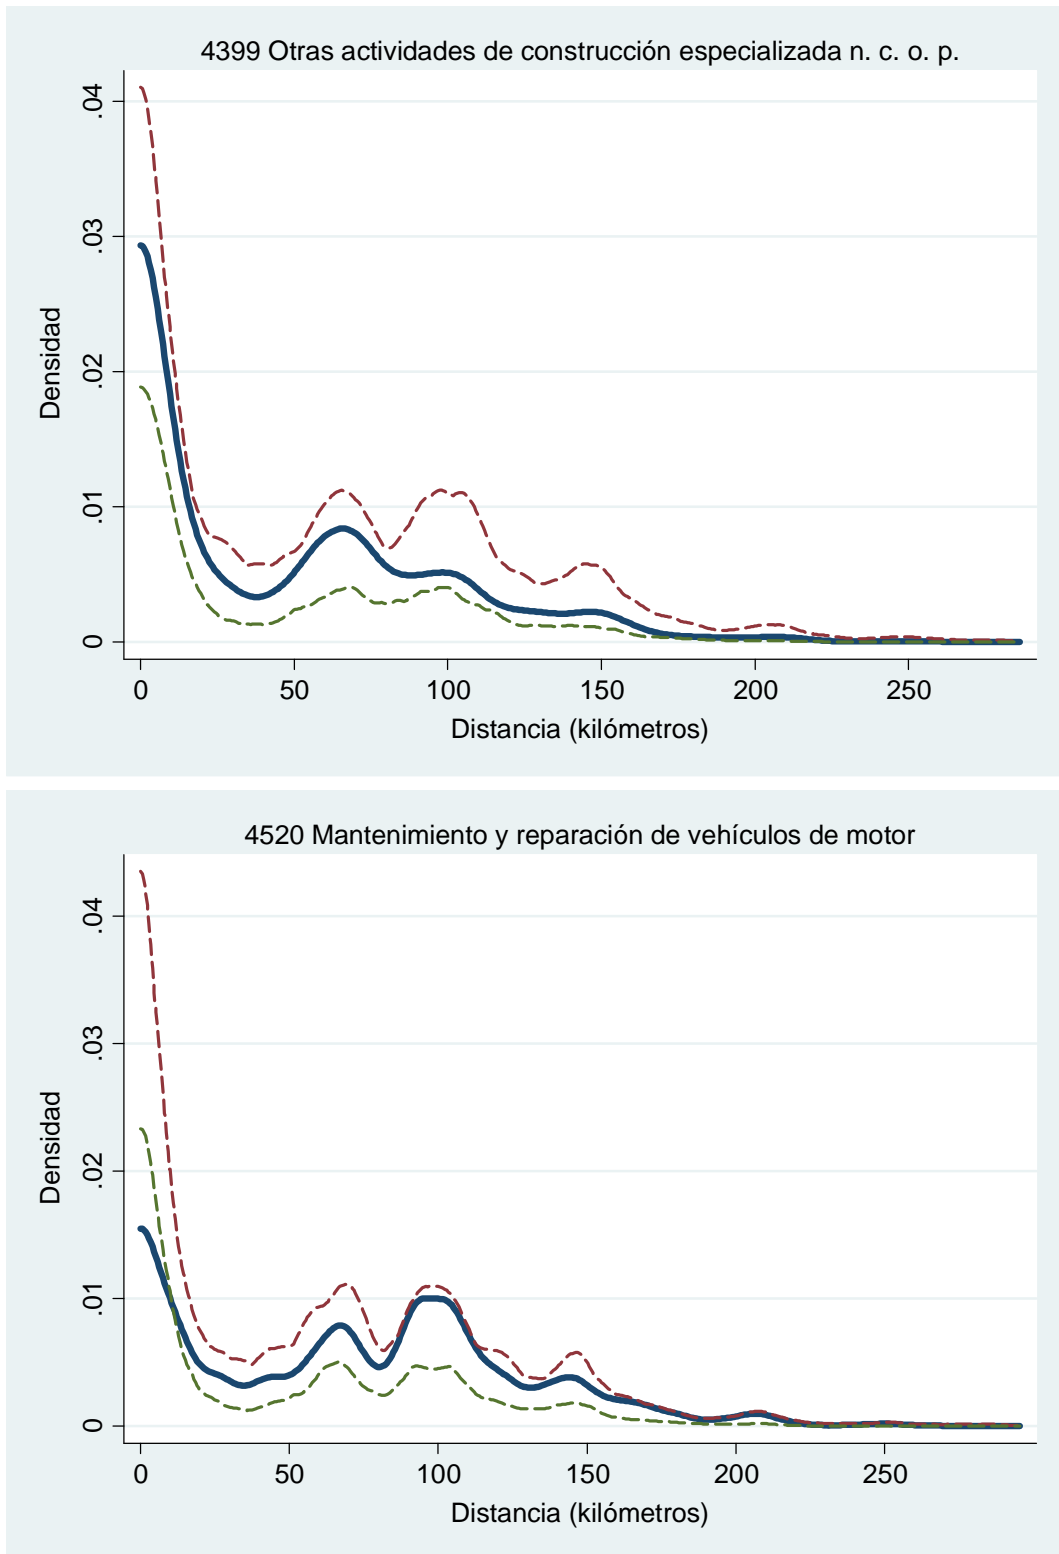 4399 Otras actividades de construcción especializada n. c. o. p.
.04
.03
.02
.01
0
Densidad
0 50 100 150 200 250
Distancia (kilómetros)
4520 Mantenimiento y reparación de vehículos de motor
.04
.03
.02
.01
0
Densidad
0 50 100 150 200 250
Distancia (kilómetros)